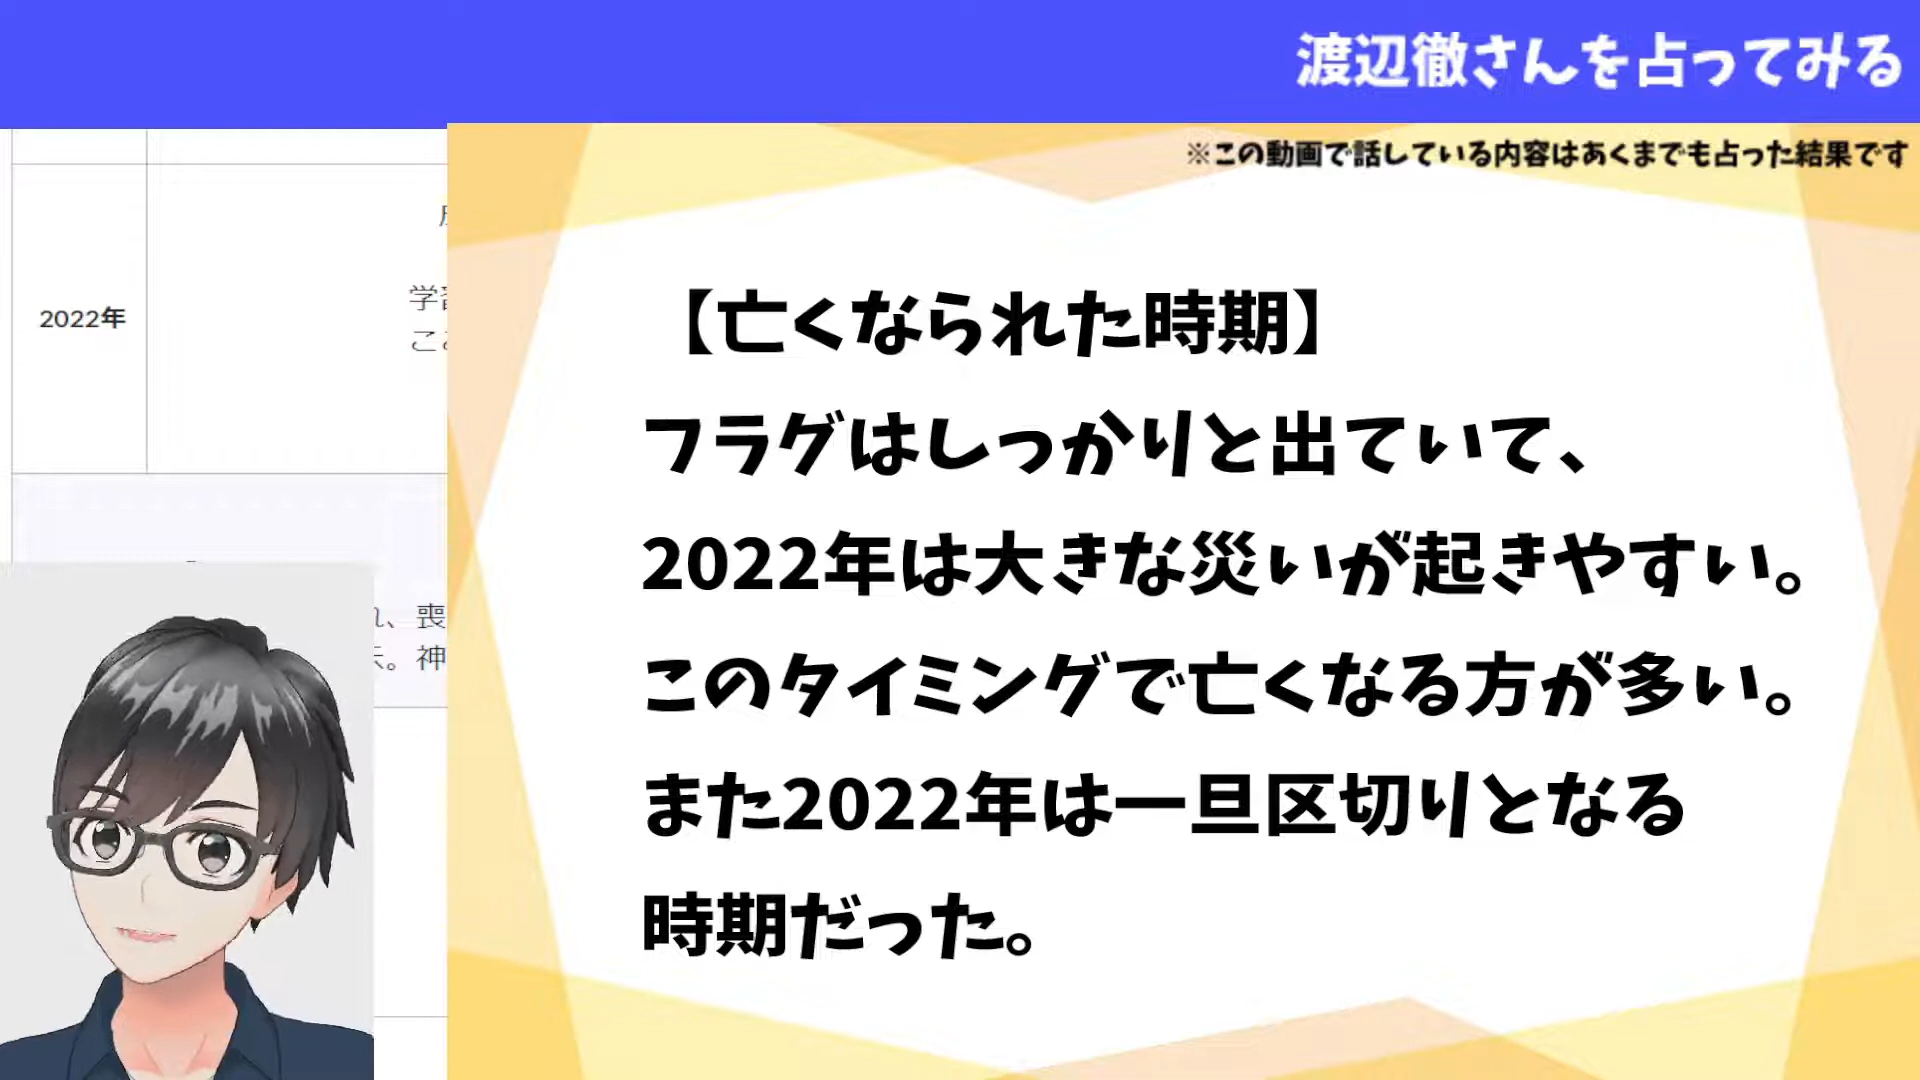 渡辺徹さんを占ってみる
※この動画で話している内容はあくまでも占った結果です
2022年
学習
【亡くなられた時期】
フラグはしっかりと出ていて、
2022年は大きな災いが起きやすい。
このタイミングで亡くなる方が多い。
また2022年は一旦区切りとなる
時期だった。
れ、喪
。神